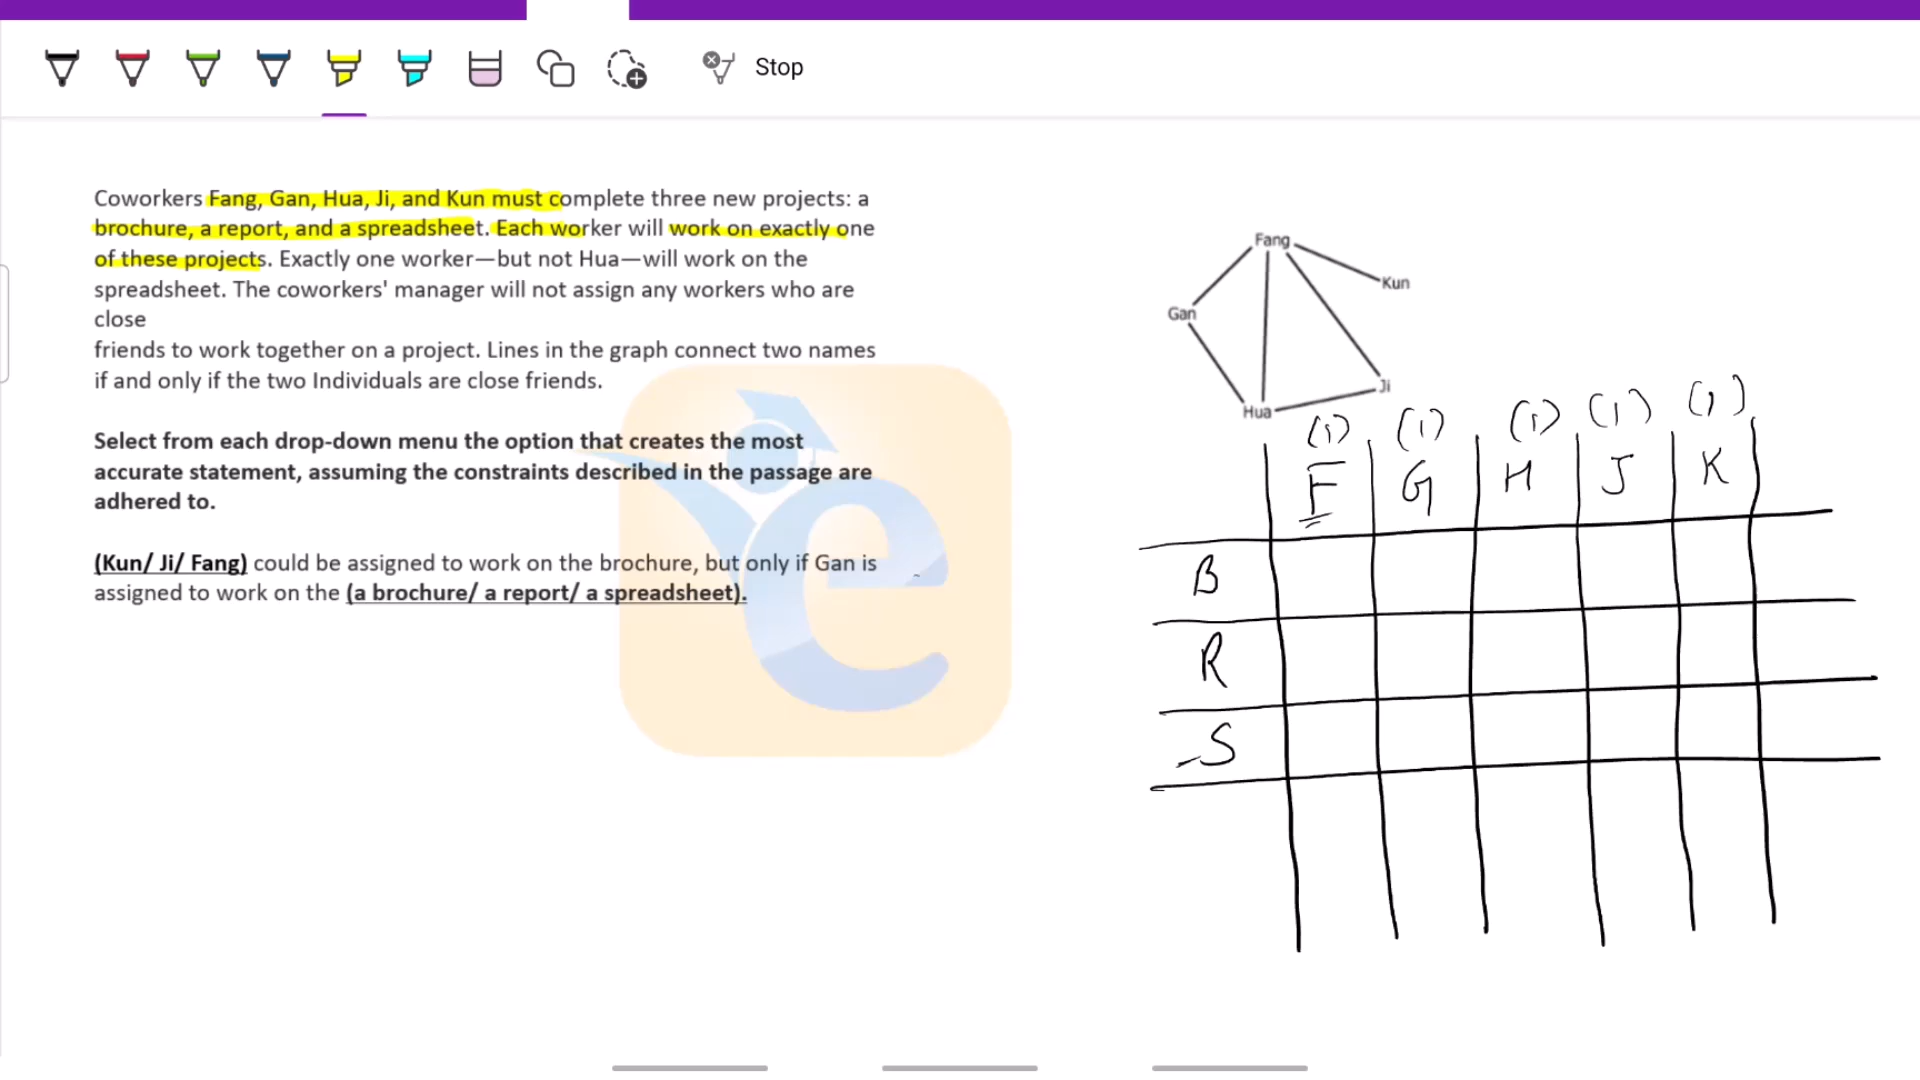 Stop
Coworkers Fang, Gan, Hua, Ji, and Kun must complete three new projects: a
brochure, a report, and a spreadsheet. Each worker will work on exactly one
of these projects. Exactly one worker—but not Hua—will work on the
spreadsheet. The coworkers' manager will not assign any workers who are
close
friends to work together on a project. Lines in the graph connect two names
if and only if the two Individuals are close friends.
Select from each drop-down menu the option that creates the most
accurate statement, assuming the constraints described in the passage are
adhered to.
(Kun/ Ji/ Fang) could be assigned to work on the brochure, but only if Gan is
assigned to work on the (a brochure/ a report/ a spreadsheet).
Fang
Kun
Gan
Ji
Hua
(1) (1) (1) (1) (1)
F G H J K
B
R
S
e